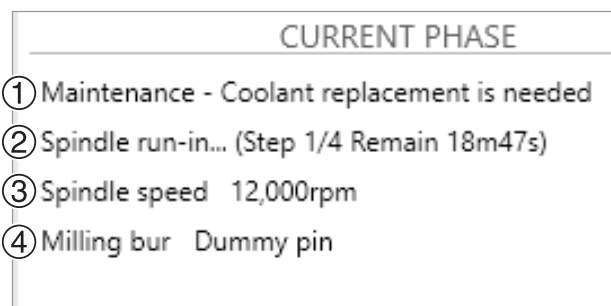 CURRENT PHASE
① Maintenance - Coolant replacement is needed
② Spindle run-in... (Step 1/4 Remain 18m47s)
③ Spindle speed 12,000rpm
④ Milling bur Dummy pin